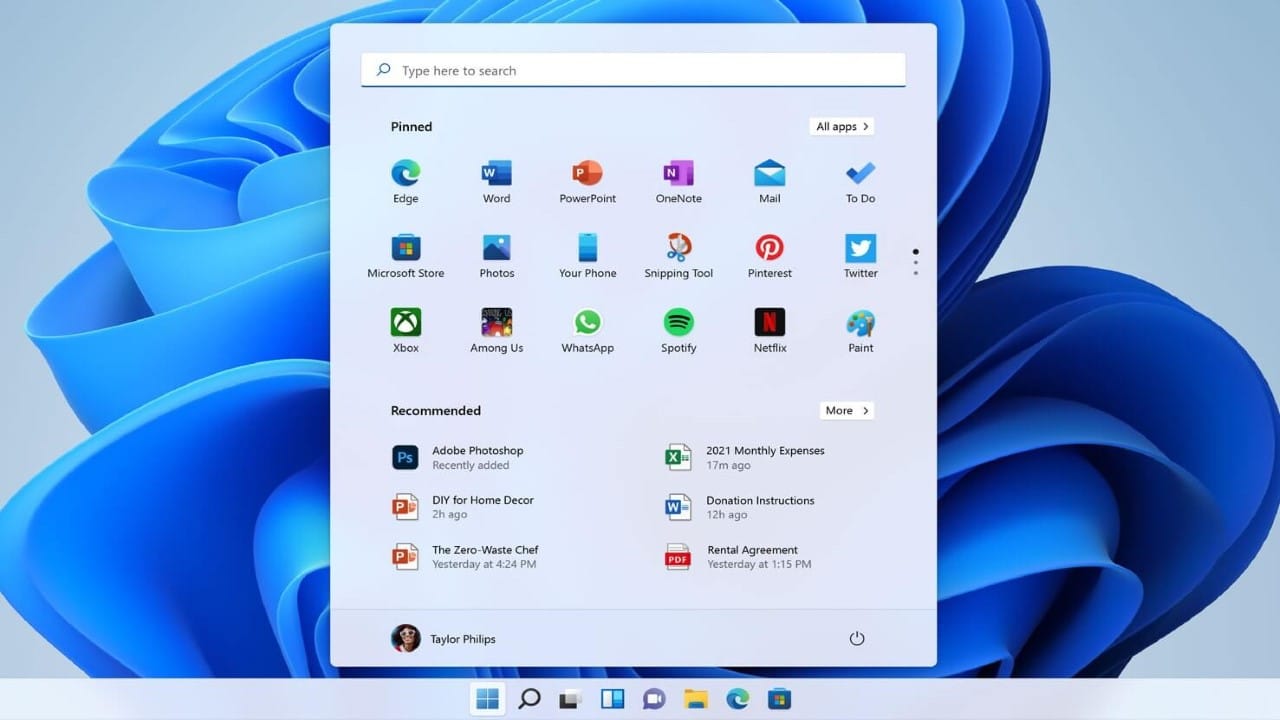 Type here to search
Pinned
All apps
Edge
Word
PowerPoint
OneNote
Mail
To Do
Microsoft Store
Photos
Your Phone
Snipping Tool
Pinterest
Twitter
Xbox
Among Us
WhatsApp
Spotify
Netflix
Paint
Recommended
More
Adobe Photoshop
Recently added
2021 Monthly Expenses
17m ago
DIY for Home Decor
2h ago
Donation Instructions
12h ago
The Zero-Waste Chef
Yesterday at 4:24 PM
PDF
Rental Agreement
Yesterday at 1:15 PM
Taylor Philips